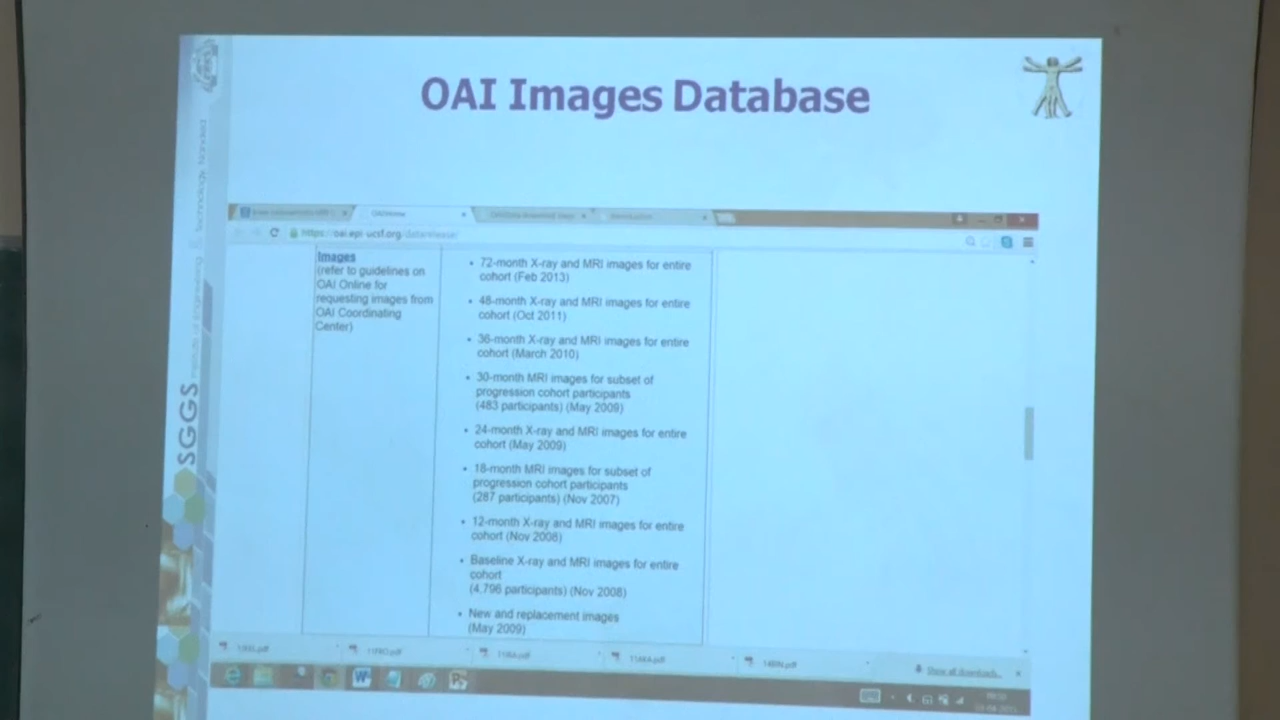 OAI Images Database
SGGS Institute of Engineering & Technology, Nanded
https://oai.epi-ucsf.org/datarelease/
Images
(refer to guidelines on
OAI Online for
requesting images from
OAI Coordinating
Center)
• 72-month X-ray and MRI images for entire
cohort (Feb 2013)
• 48-month X-ray and MRI images for entire
cohort (Oct 2011)
• 36-month X-ray and MRI images for entire
cohort (March 2010)
• 30-month MRI images for subset of
progression cohort participants
(483 participants) (May 2009)
• 24-month X-ray and MRI images for entire
cohort (May 2009)
• 18-month MRI images for subset of
progression cohort participants
(287 participants) (Nov 2007)
• 12-month X-ray and MRI images for entire
cohort (Nov 2008)
• Baseline X-ray and MRI images for entire
cohort
(4,796 participants) (Nov 2008)
• New and replacement images
(May 2009)
Show all downloads...